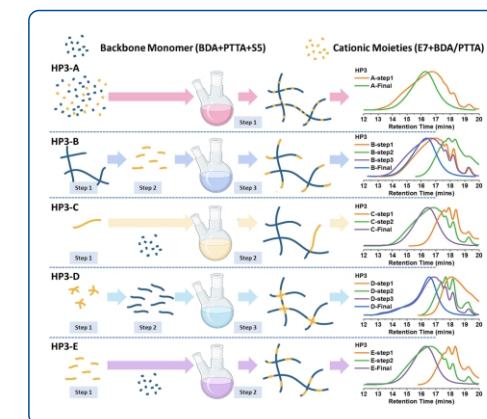 Backbone Monomer (BDA+PTTA+S5) Cationic Moieties (E7+BDA/PTTA)
HP3-A
Step 1
HP3
A-step1
A-Final
12 13 14 15 16 17 18 19 20
Retention Time (mins)
HP3-B
Step 1 Step 2 Step 3
HP3
B-step1
B-step2
B-step3
B-Final
12 13 14 15 16 17 18 19 20
Retention Time (mins)
HP3-C
Step 1 Step 2
HP3
C-step1
C-step2
C-Final
12 13 14 15 16 17 18 19 20
Retention Time (mins)
HP3-D
Step 1 Step 2 Step 3
HP3
D-step1
D-step2
D-step3
D-Final
12 13 14 15 16 17 18 19 20
Retention Time (mins)
HP3-E
Step 1 Step 2
HP3
E-step1
E-step2
E-Final
12 13 14 15 16 17 18 19 20
Retention Time (mins)